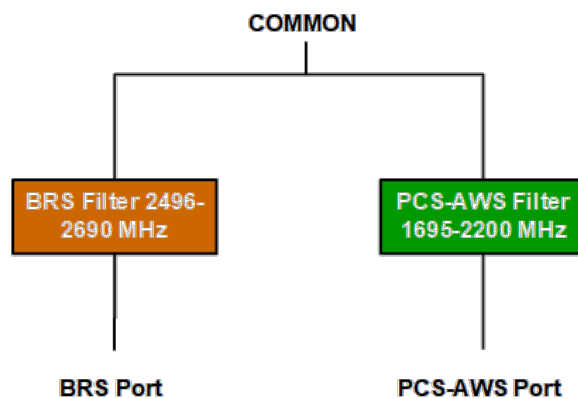 COMMON
BRS Filter 2496-
2690 MHz
PCS-AWS Filter
1695-2200 MHz
BRS Port
PCS-AWS Port